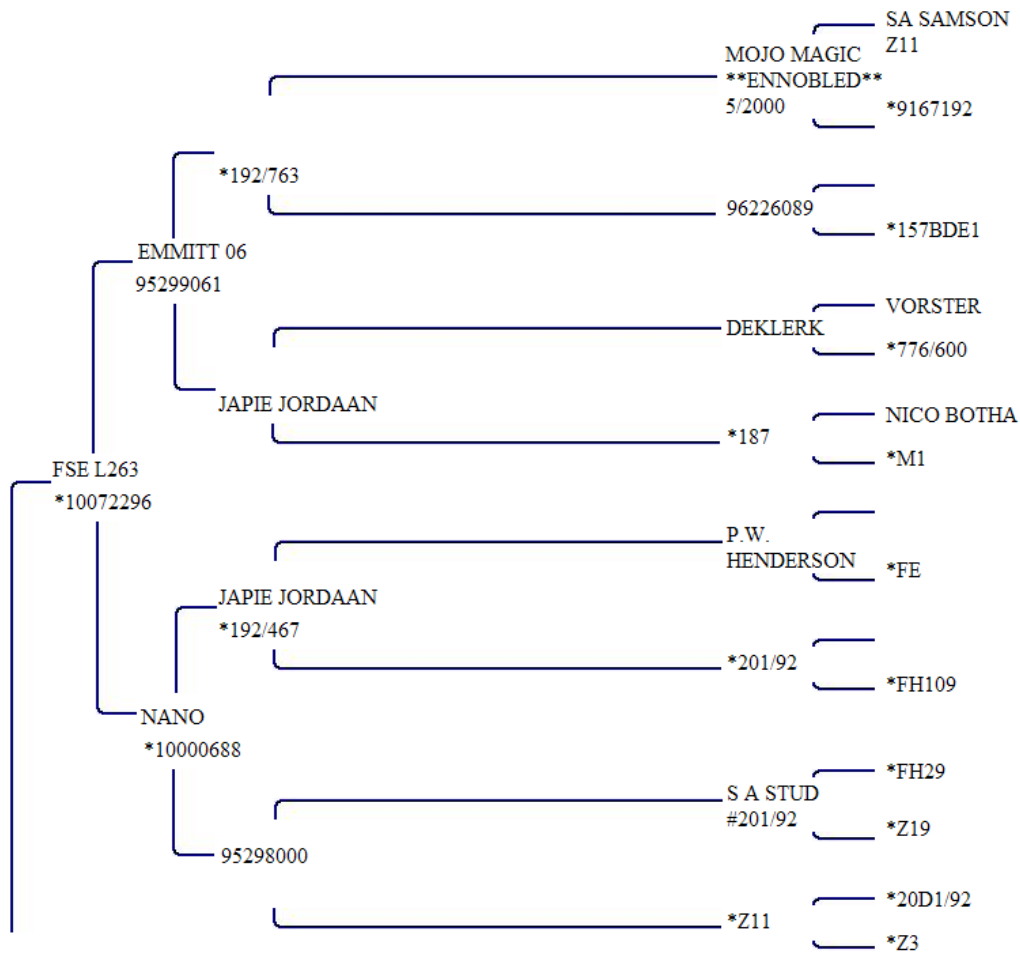 SA SAMSON
Z11
MOJO MAGIC
**ENNOBLED**
5/2000
*9167192
*192/763
96226089
*157BDE1
EMMITT 06
95299061
VORSTER
DEKLERK
*776/600
JAPIE JORDAAN
NICO BOTHA
*187
*M1
FSE L263
*10072296
P.W.
HENDERSON
*FE
JAPIE JORDAAN
*192/467
*201/92
*FH109
NANO
*10000688
*FH29
S A STUD
#201/92
*Z19
95298000
*20D1/92
*Z11
*Z3